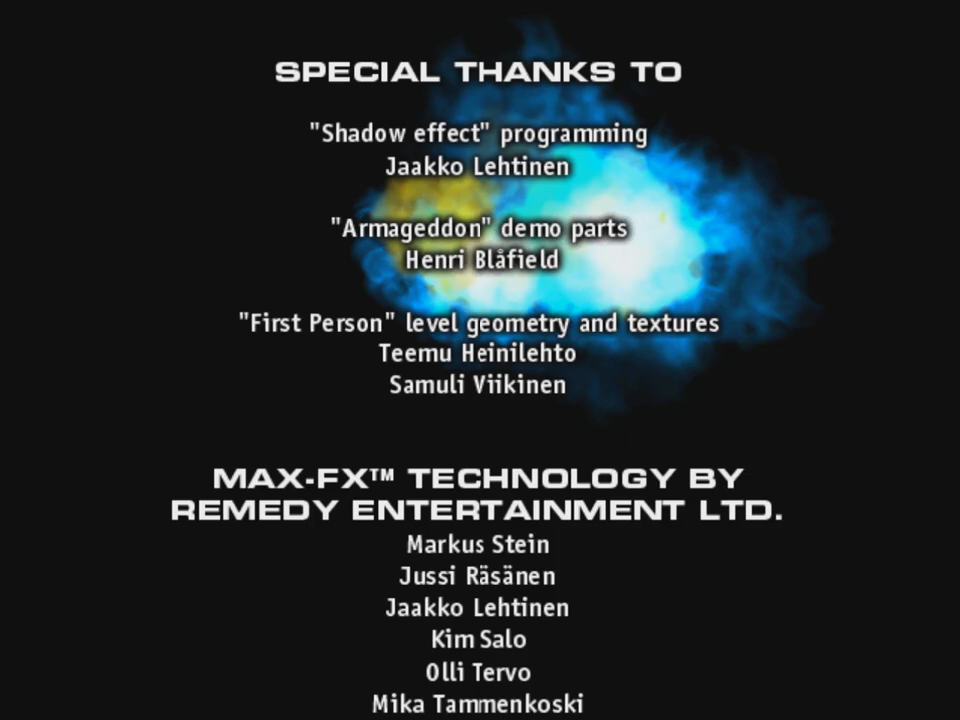 SPECIAL THANKS TO
"Shadow effect" programming
Jaakko Lehtinen
"Armageddon" demo parts
Henri Blåfield
"First Person" level geometry and textures
Teemu Heinilehto
Samuli Viikinen
MAX-FX™ TECHNOLOGY BY
REMEDY ENTERTAINMENT LTD.
Markus Stein
Jussi Räsänen
Jaakko Lehtinen
Kim Salo
Olli Tervo
Mika Tammenkoski